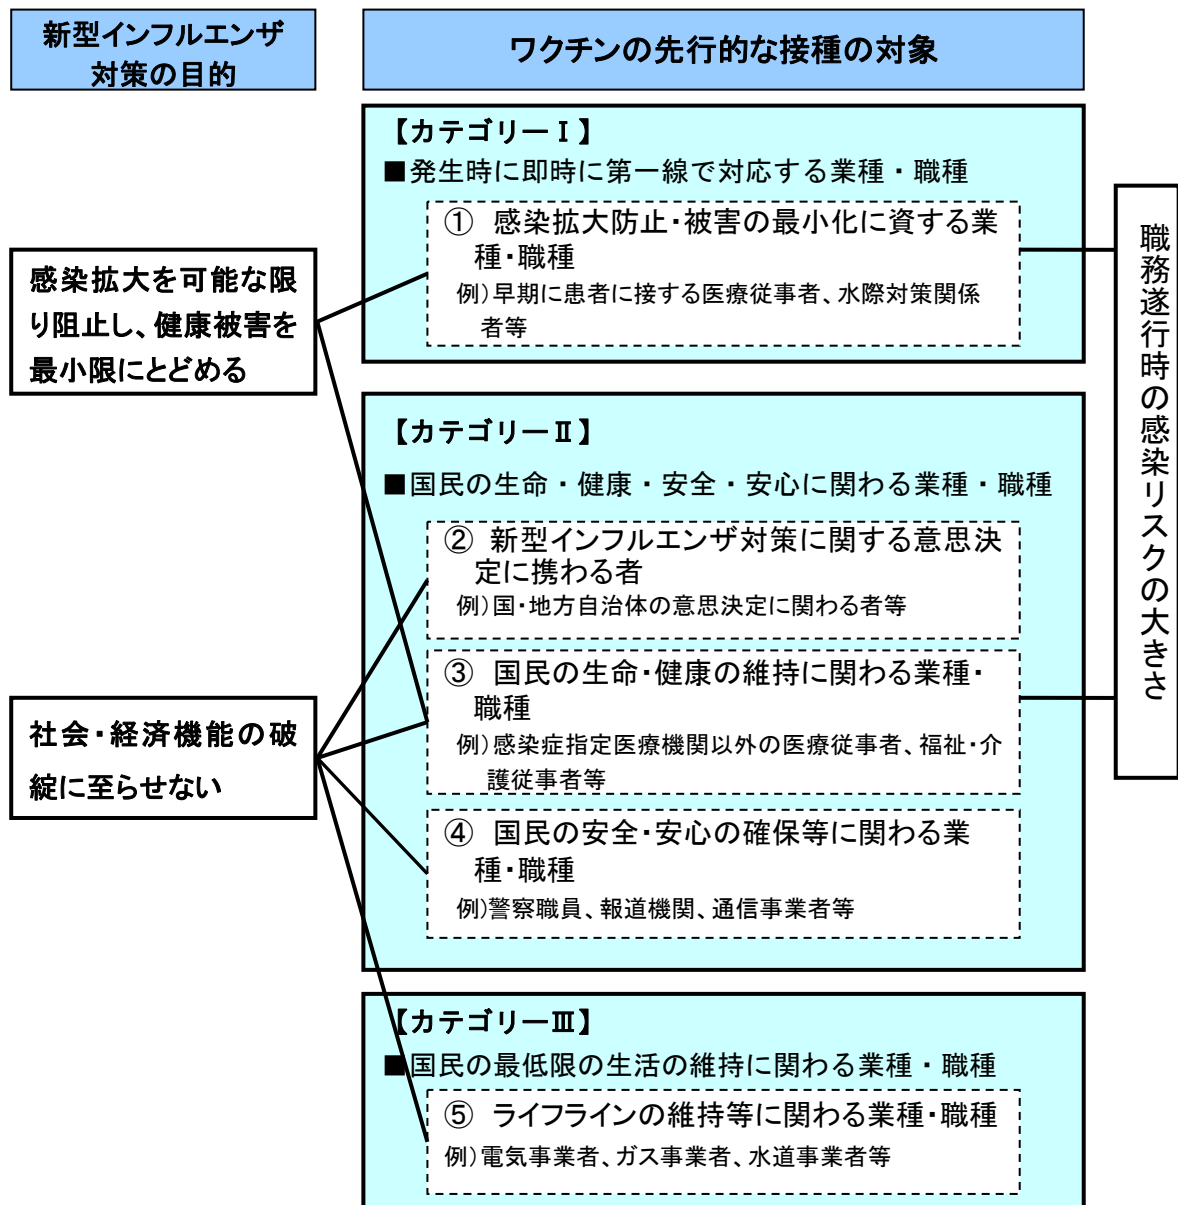 新型インフルエンザ
対策の目的
ワクチンの先行的な接種の対象
【カテゴリーⅠ】
■発生時に即時に第一線で対応する業種・職種
① 感染拡大防止・被害の最小化に資する業
種・職種
例)早期に患者に接する医療従事者、水際対策関係
者等
感染拡大を可能な限
り阻止し、健康被害を
最小限にとどめる
職務遂行時の感染リスクの大きさ
【カテゴリーⅡ】
■国民の生命・健康・安全・安心に関わる業種・職種
② 新型インフルエンザ対策に関する意思決
定に携わる者
例)国・地方自治体の意思決定に関わる者等
③ 国民の生命・健康の維持に関わる業種・
職種
例)感染症指定医療機関以外の医療従事者、福祉・介
護従事者等
社会・経済機能の破
綻に至らせない
④ 国民の安全・安心の確保等に関わる業
種・職種
例)警察職員、報道機関、通信事業者等
【カテゴリーⅢ】
■国民の最低限の生活の維持に関わる業種・職種
⑤ ライフラインの維持等に関わる業種・職種
例)電気事業者、ガス事業者、水道事業者等